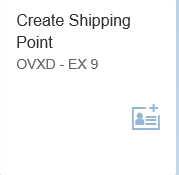 Create Shipping
Point
OVXD - EX 9